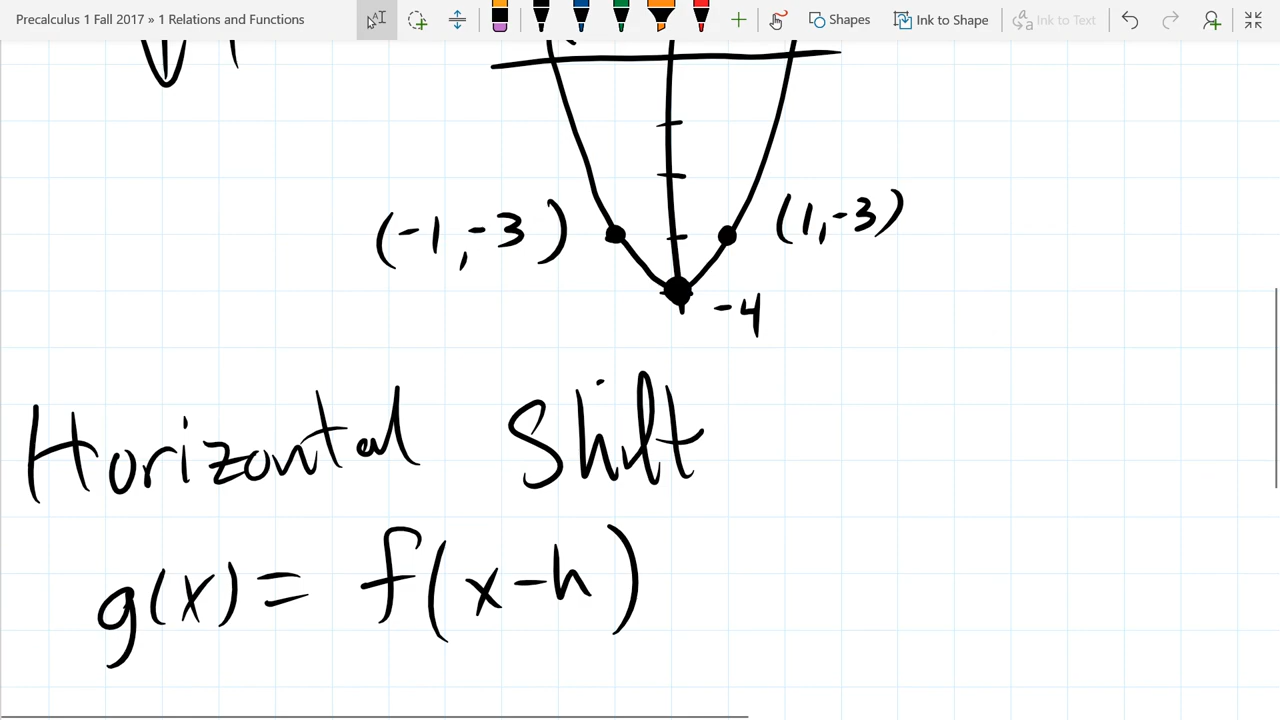 Precalculus 1 Fall 2017 » 1 Relations and Functions
Shapes
Ink to Shape
Ink to Text
(-1,-3)
(1,-3)
-4
Horizontal Shift
g(x) = f(x-h)